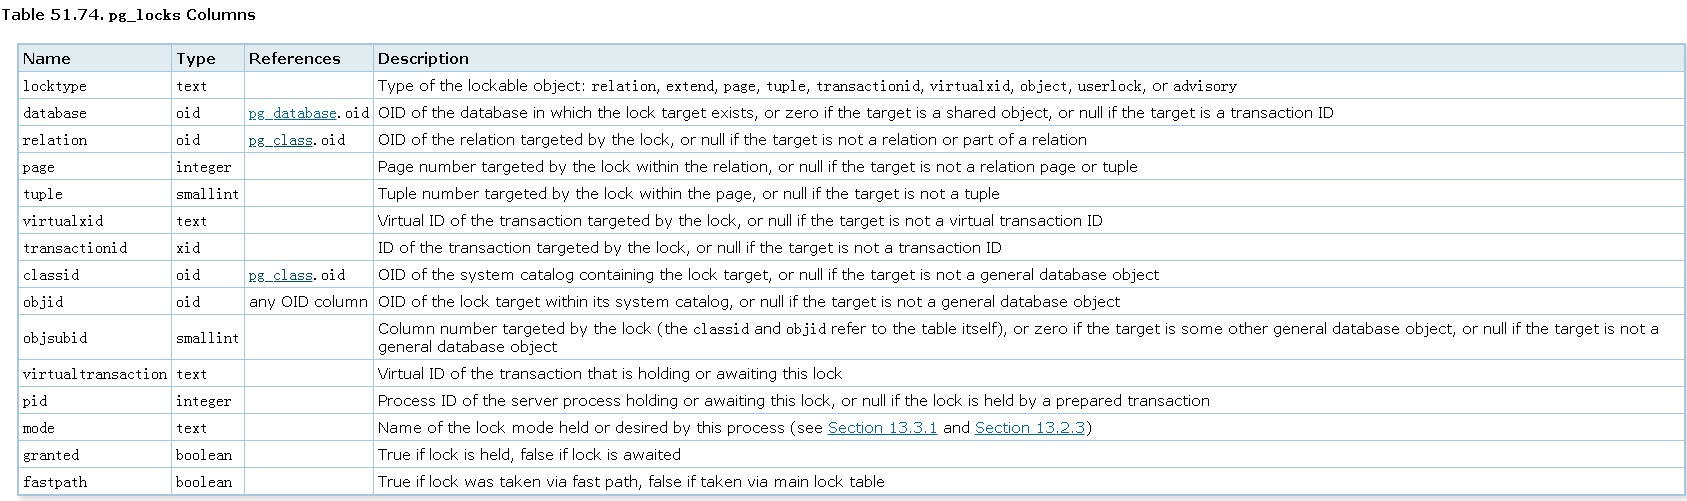 Table 51.74. pg_locks Columns
Name Type References Description
locktype text Type of the lockable object: relation, extend, page, tuple, transactionid, virtualxid, object, userlock, or advisory
database oid pg_database.oid OID of the database in which the lock target exists, or zero if the target is a shared object, or null if the target is a transaction ID
relation oid pg_class.oid OID of the relation targeted by the lock, or null if the target is not a relation or part of a relation
page integer Page number targeted by the lock within the relation, or null if the target is not a relation page or tuple
tuple smallint Tuple number targeted by the lock within the page, or null if the target is not a tuple
virtualxid text Virtual ID of the transaction targeted by the lock, or null if the target is not a virtual transaction ID
transactionid xid ID of the transaction targeted by the lock, or null if the target is not a transaction ID
classid oid pg_class.oid OID of the system catalog containing the lock target, or null if the target is not a general database object
objid oid any OID column OID of the lock target within its system catalog, or null if the target is not a general database object
objsubid smallint Column number targeted by the lock (the classid and objid refer to the table itself), or zero if the target is some other general database object, or null if the target is not a
general database object
virtualtransaction text Virtual ID of the transaction that is holding or awaiting this lock
pid integer Process ID of the server process holding or awaiting this lock, or null if the lock is held by a prepared transaction
mode text Name of the lock mode held or desired by this process (see Section 13.3.1 and Section 13.2.3)
granted boolean True if lock is held, false if lock is awaited
fastpath boolean True if lock was taken via fast path, false if taken via main lock table